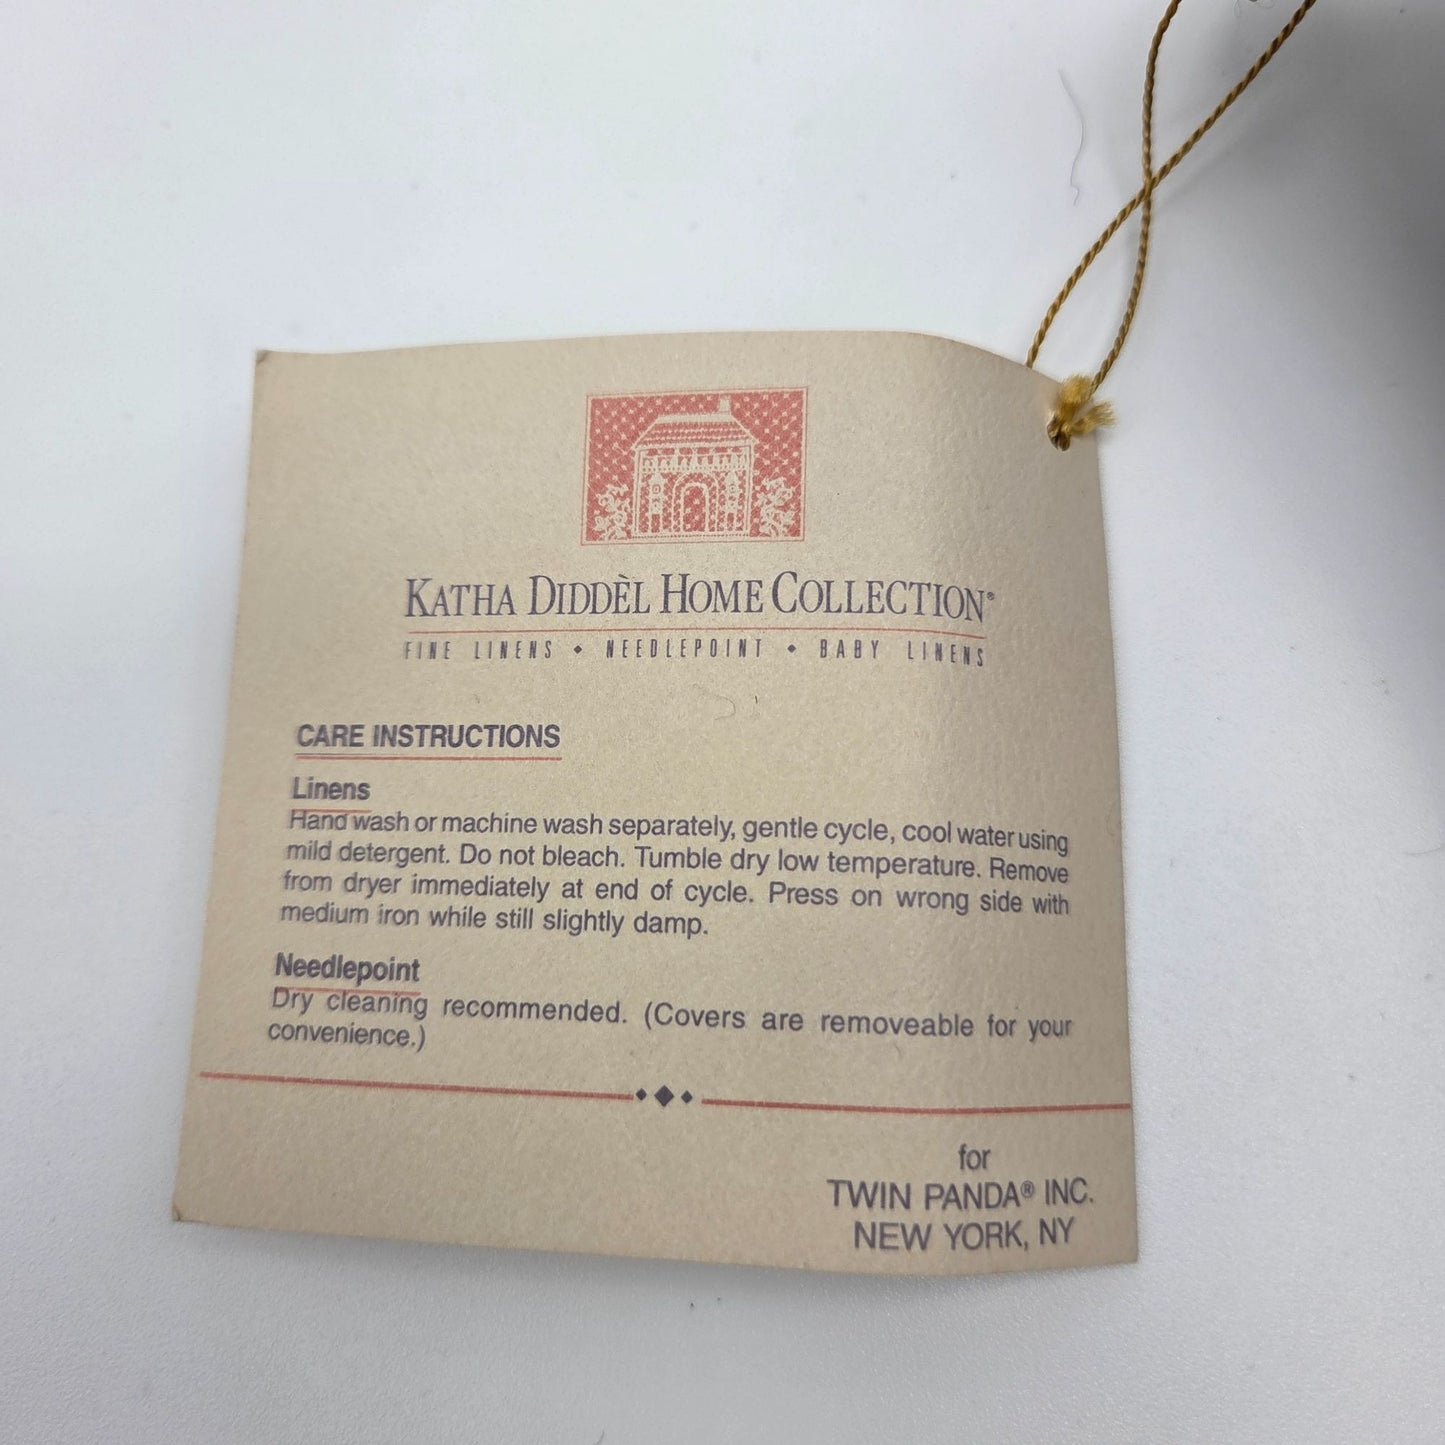 KATHA DIDDÈL HOME COLLECTION®
FINE LINENS ◆ NEEDLEPOINT ◆ BABY LINENS
CARE INSTRUCTIONS
Linens
Hand wash or machine wash separately, gentle cycle, cool water using
mild detergent. Do not bleach. Tumble dry low temperature. Remove
from dryer immediately at end of cycle. Press on wrong side with
medium iron while still slightly damp.
Needlepoint
Dry cleaning recommended. (Covers are removeable for your
convenience.)
for
TWIN PANDA® INC.
NEW YORK, NY